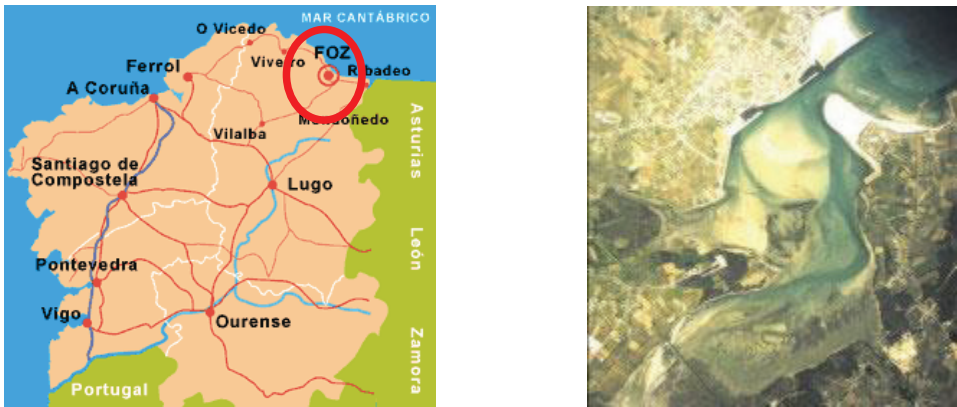 MAR CANTÁBRICO
O Vicedo
FOZ
Viveiro
Ribadeo
Ferrol
A Coruña
Mondoñedo
Vilalba
Asturias
Santiago de
Compostela
Lugo
León
Pontevedra
Vigo
Ourense
Zamora
Portugal